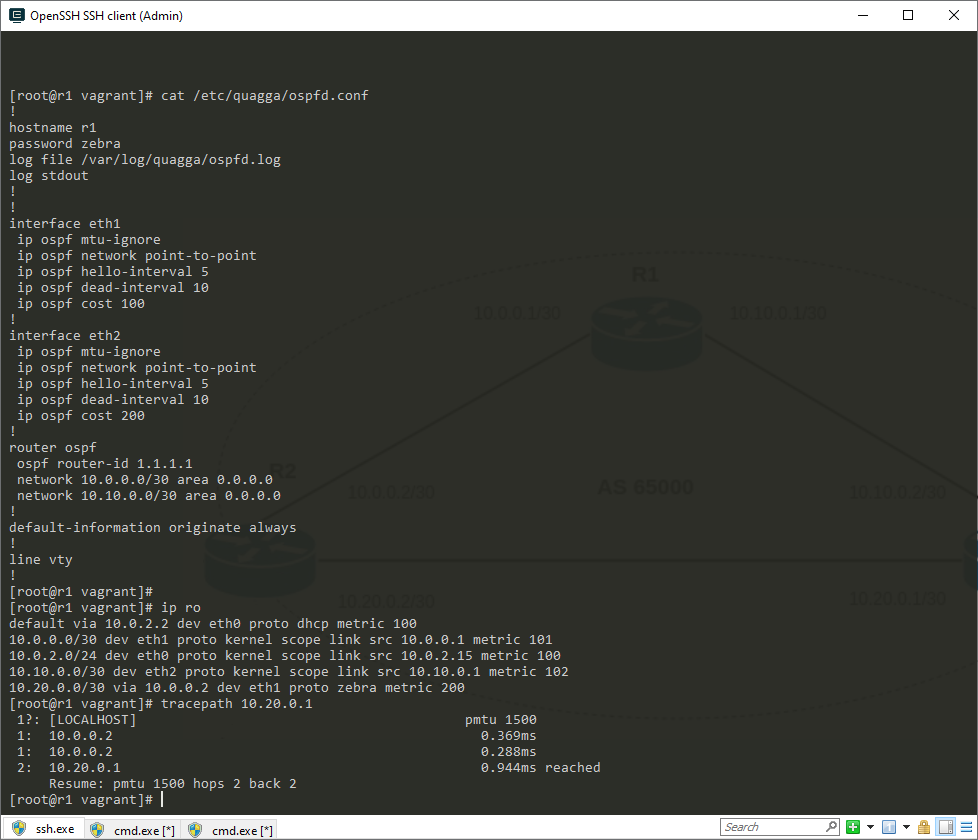 OpenSSH SSH client (Admin)
[root@r1 vagrant]# cat /etc/quagga/ospfd.conf
!
hostname r1
password zebra
log file /var/log/quagga/ospfd.log
log stdout
!
!
interface eth1
 ip ospf mtu-ignore
 ip ospf network point-to-point
 ip ospf hello-interval 5
 ip ospf dead-interval 10
 ip ospf cost 100
!
interface eth2
 ip ospf mtu-ignore
 ip ospf network point-to-point
 ip ospf hello-interval 5
 ip ospf dead-interval 10
 ip ospf cost 200
!
router ospf
 ospf router-id 1.1.1.1
 network 10.0.0.0/30 area 0.0.0.0
 network 10.10.0.0/30 area 0.0.0.0
!
default-information originate always
!
line vty
!
[root@r1 vagrant]#
[root@r1 vagrant]# ip ro
default via 10.0.2.2 dev eth0 proto dhcp metric 100
10.0.0.0/30 dev eth1 proto kernel scope link src 10.0.0.1 metric 101
10.0.2.0/24 dev eth0 proto kernel scope link src 10.0.2.15 metric 100
10.10.0.0/30 dev eth2 proto kernel scope link src 10.10.0.1 metric 102
10.20.0.0/30 via 10.0.0.2 dev eth1 proto zebra metric 200
[root@r1 vagrant]# tracepath 10.20.0.1
 1?: [LOCALHOST]                                         pmtu 1500
 1:  10.0.0.2                                              0.369ms
 1:  10.0.0.2                                              0.288ms
 2:  10.20.0.1                                             0.944ms reached
     Resume: pmtu 1500 hops 2 back 2
[root@r1 vagrant]#
R1
10.0.0.1/30
10.10.0.1/30
R2
10.0.0.2/30
AS 65000
10.10.0.2/30
10.20.0.2/30
10.20.0.1/30
ssh.exe
cmd.exe [*]
cmd.exe [*]
Search